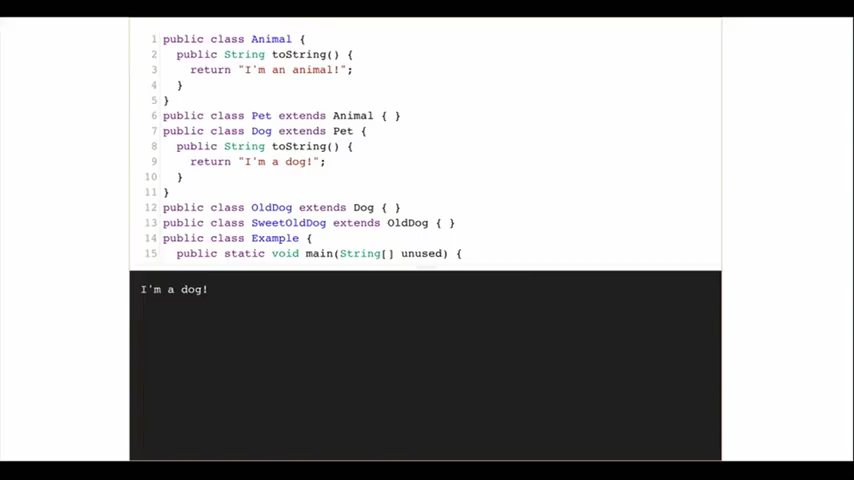 1 public class Animal {
2 public String toString() {
3 return "I'm an animal!";
4 }
5 }
6 public class Pet extends Animal { }
7 public class Dog extends Pet {
8 public String toString() {
9 return "I'm a dog!";
10 }
11 }
12 public class OldDog extends Dog { }
13 public class SweetOldDog extends OldDog { }
14 public class Example {
15 public static void main(String[] unused) {
I'm a dog!